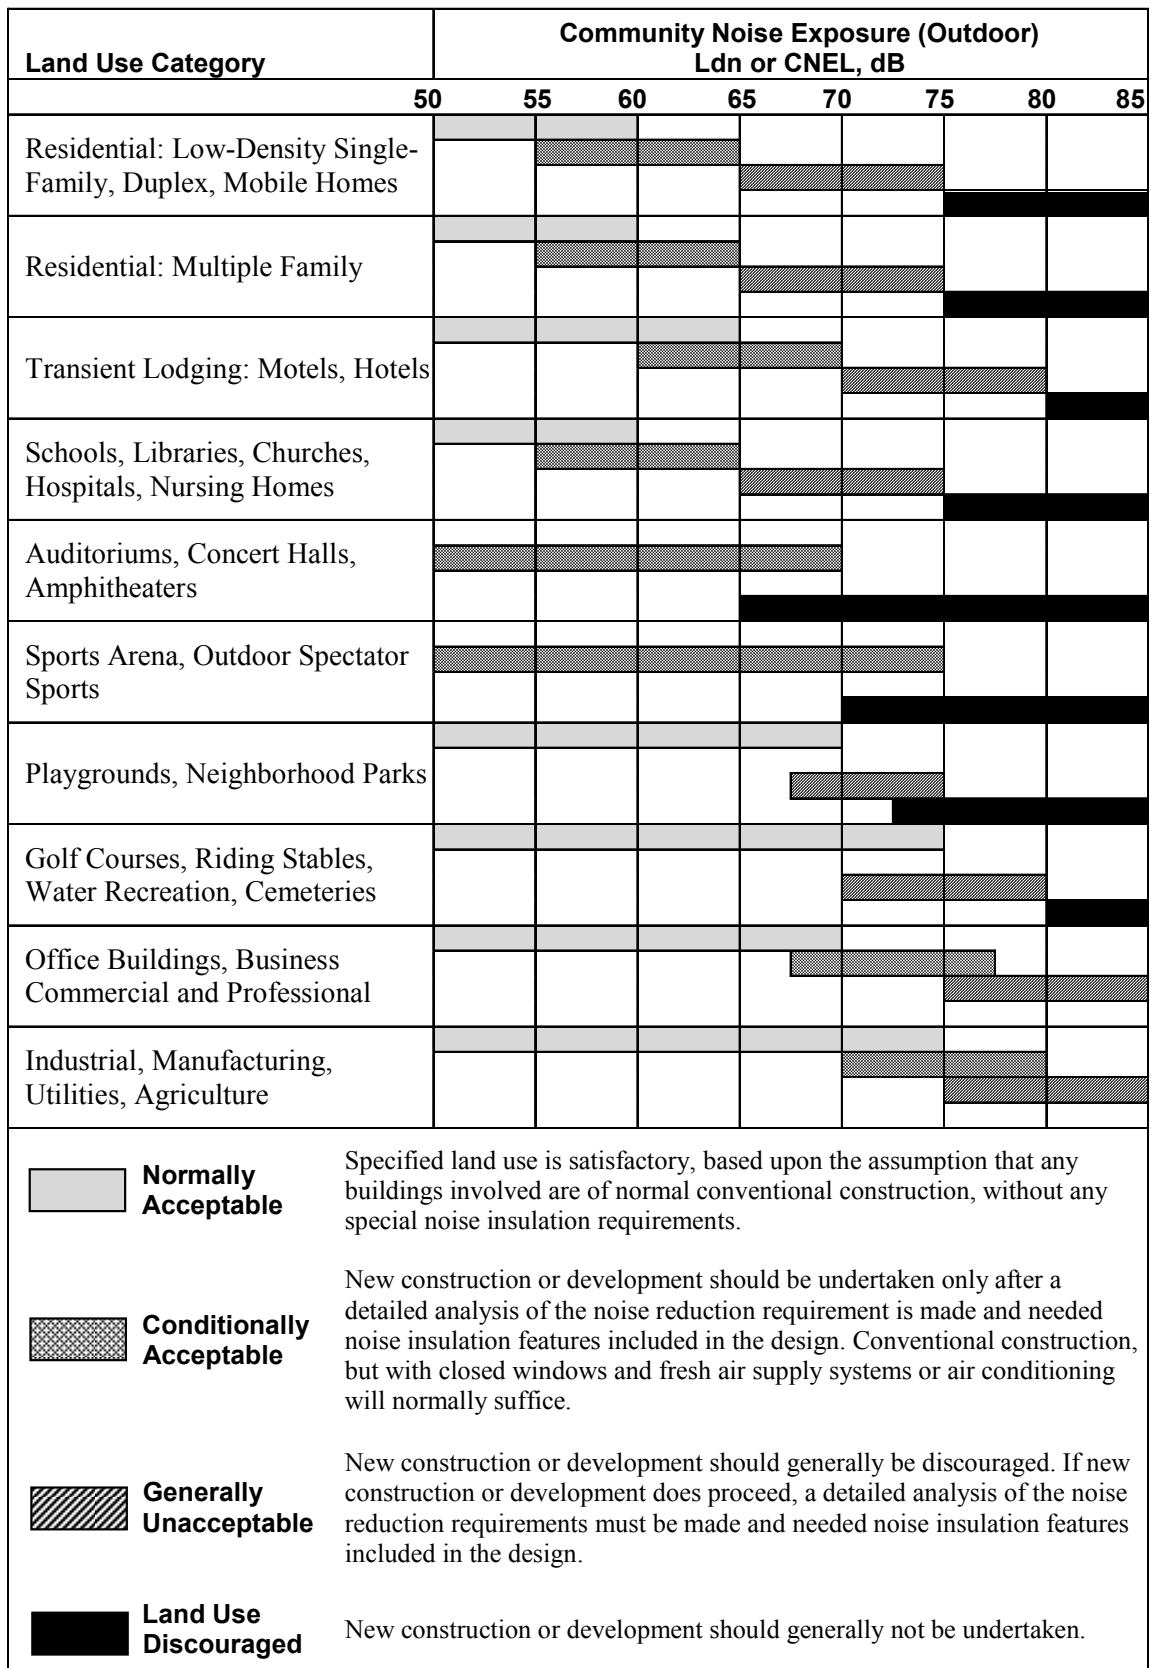 Community Noise Exposure (Outdoor)
Land Use Category
Ldn or CNEL, dB
50 55 60 65 70 75 80 85
Residential: Low-Density Single-
Family, Duplex, Mobile Homes
Residential: Multiple Family
Transient Lodging: Motels, Hotels
Schools, Libraries, Churches,
Hospitals, Nursing Homes
Auditoriums, Concert Halls,
Amphitheaters
Sports Arena, Outdoor Spectator
Sports
Playgrounds, Neighborhood Parks
Golf Courses, Riding Stables,
Water Recreation, Cemeteries
Office Buildings, Business
Commercial and Professional
Industrial, Manufacturing,
Utilities, Agriculture
Normally
Acceptable
Specified land use is satisfactory, based upon the assumption that any
buildings involved are of normal conventional construction, without any
special noise insulation requirements.
Conditionally
Acceptable
New construction or development should be undertaken only after a
detailed analysis of the noise reduction requirement is made and needed
noise insulation features included in the design. Conventional construction,
but with closed windows and fresh air supply systems or air conditioning
will normally suffice.
Generally
Unacceptable
New construction or development should generally be discouraged. If new
construction or development does proceed, a detailed analysis of the noise
reduction requirements must be made and needed noise insulation features
included in the design.
Land Use
Discouraged
New construction or development should generally not be undertaken.